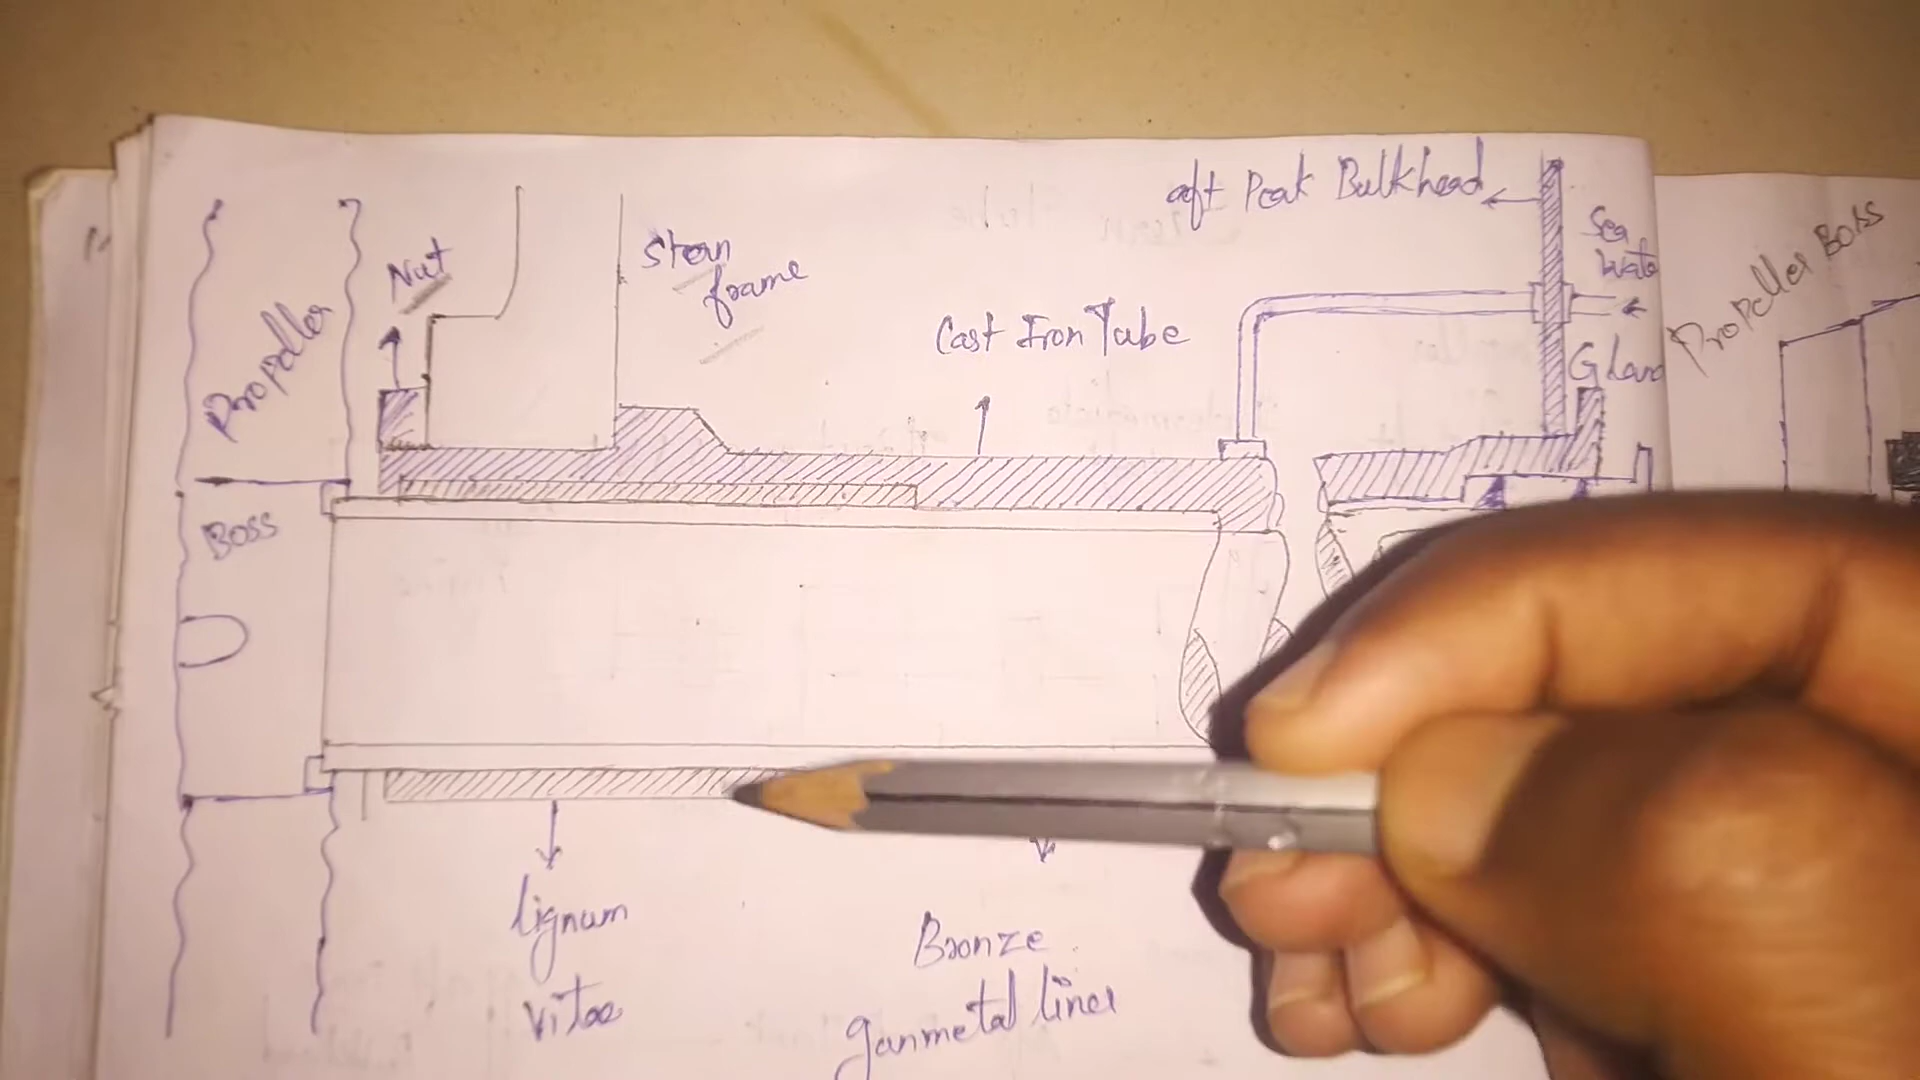 aft Peak Bulkhead
Sea
Wate
Nut
Stern
frame
Propeller
Cast Iron Tube
Gland
Propeller Boss
Boss
lignum
vitae
Bronze
gunmetal liner